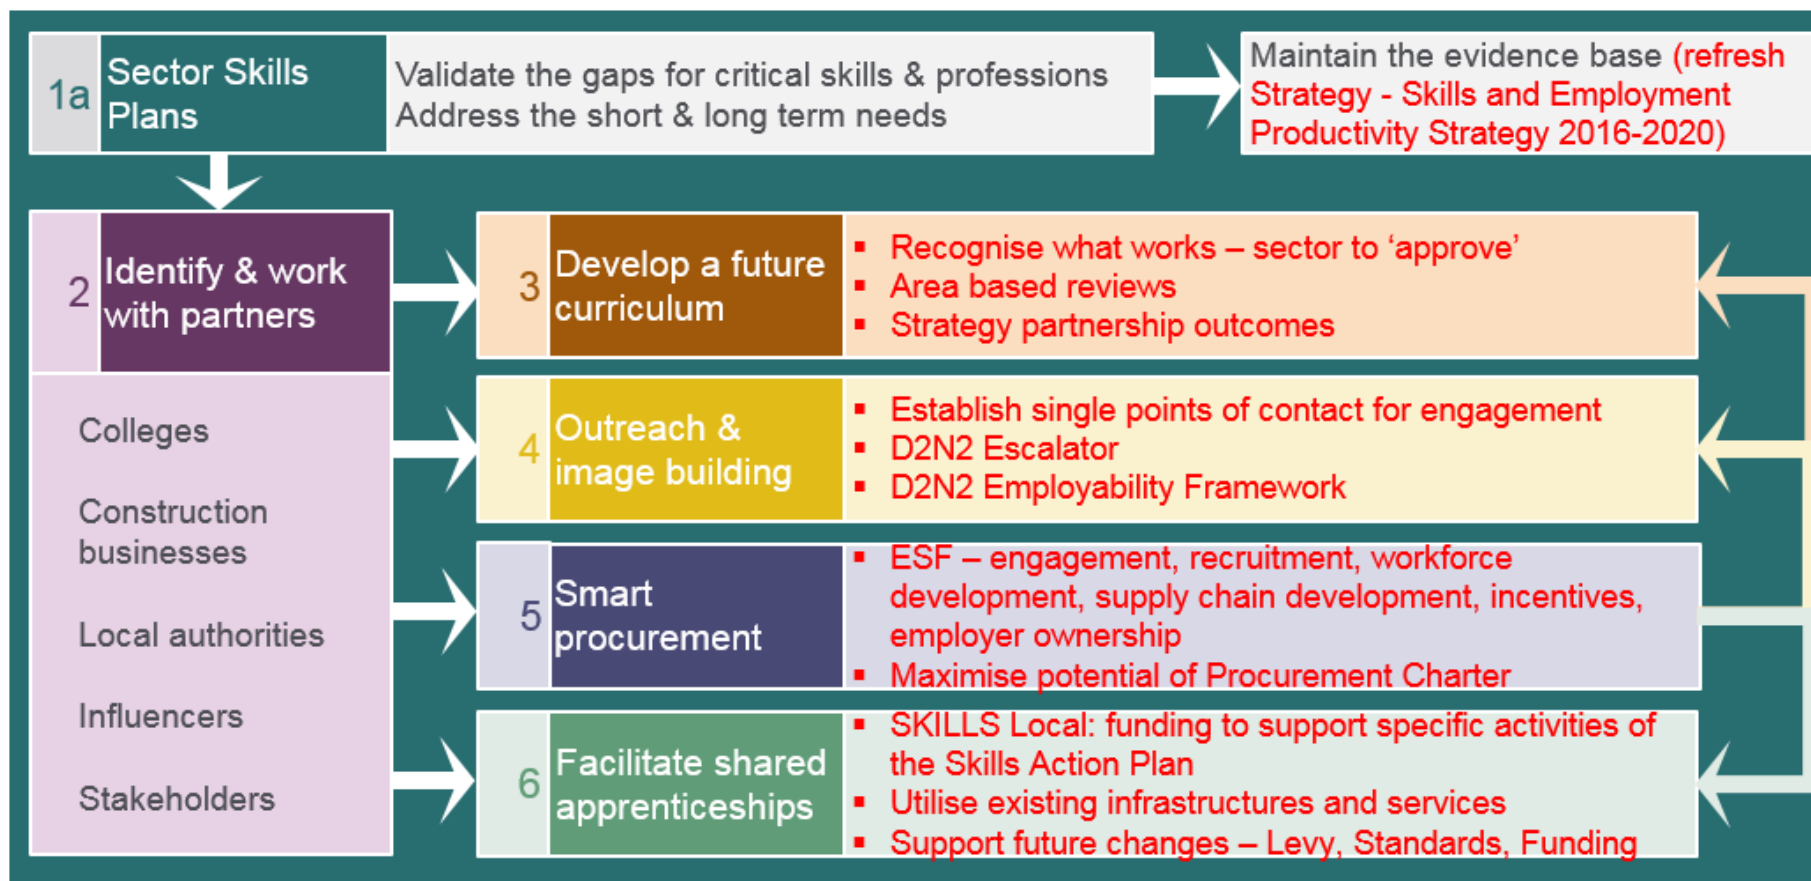 1a
Sector Skills
Plans
Validate the gaps for critical skills & professions
Address the short & long term needs
Maintain the evidence base (refresh
Strategy - Skills and Employment
Productivity Strategy 2016-2020)
2
Identify & work
with partners
Colleges
Construction
businesses
Local authorities
Influencers
Stakeholders
3
Develop a future
curriculum
▪ Recognise what works – sector to ‘approve’
▪ Area based reviews
▪ Strategy partnership outcomes
4
Outreach &
image building
▪ Establish single points of contact for engagement
▪ D2N2 Escalator
▪ D2N2 Employability Framework
5
Smart
procurement
▪ ESF – engagement, recruitment, workforce
development, supply chain development, incentives,
employer ownership
▪ Maximise potential of Procurement Charter
6
Facilitate shared
apprenticeships
▪ SKILLS Local: funding to support specific activities of
the Skills Action Plan
▪ Utilise existing infrastructures and services
▪ Support future changes – Levy, Standards, Funding